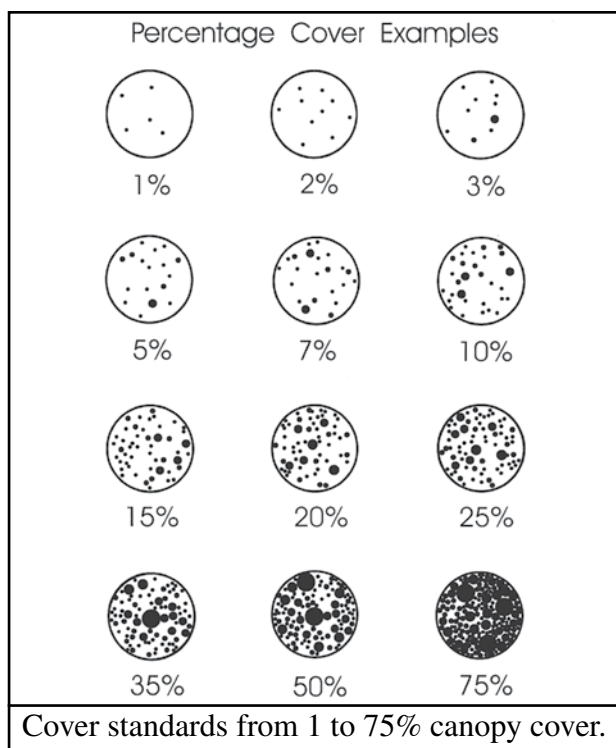 Percentage Cover Examples
1% 2% 3%
5% 7% 10%
15% 20% 25%
35% 50% 75%
Cover standards from 1 to 75% canopy cover.